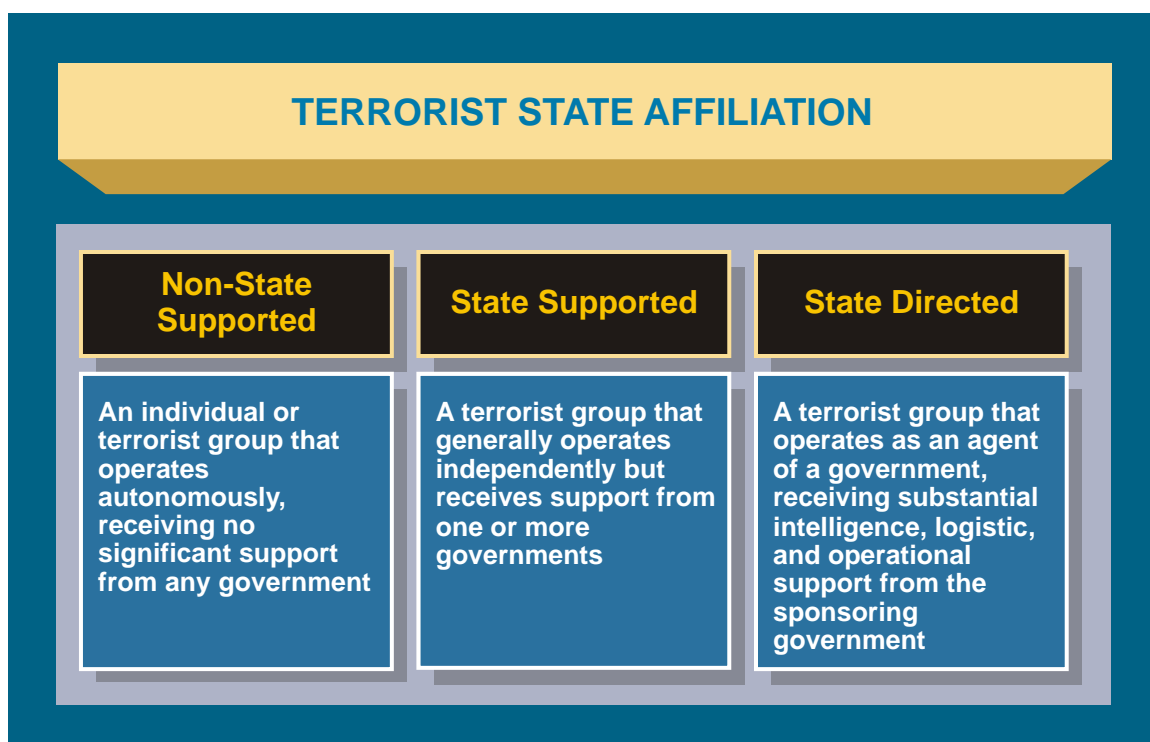 TERRORIST STATE AFFILIATION
Non-State
Supported
An individual or
terrorist group that
operates
autonomously,
receiving no
significant support
from any government
State Supported
A terrorist group that
generally operates
independently but
receives support from
one or more
governments
State Directed
A terrorist group that
operates as an agent
of a government,
receiving substantial
intelligence, logistic,
and operational
support from the
sponsoring
government